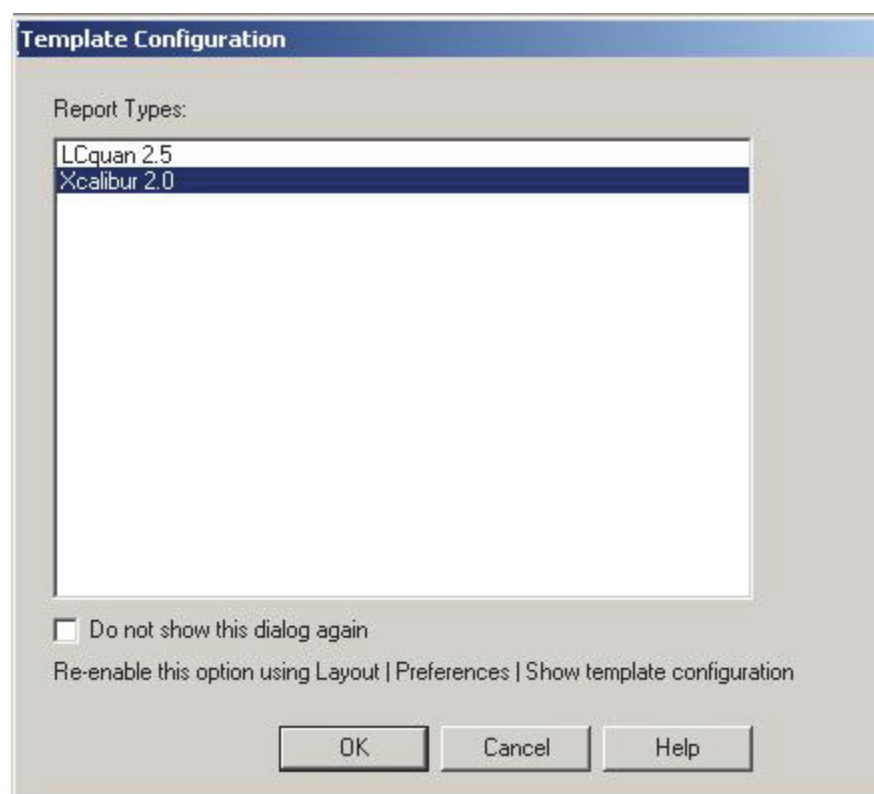 Template Configuration
Report Types:
LCquan 2.5
Xcalibur 2.0
Do not show this dialog again
Re-enable this option using Layout | Preferences | Show template configuration
OK Cancel Help